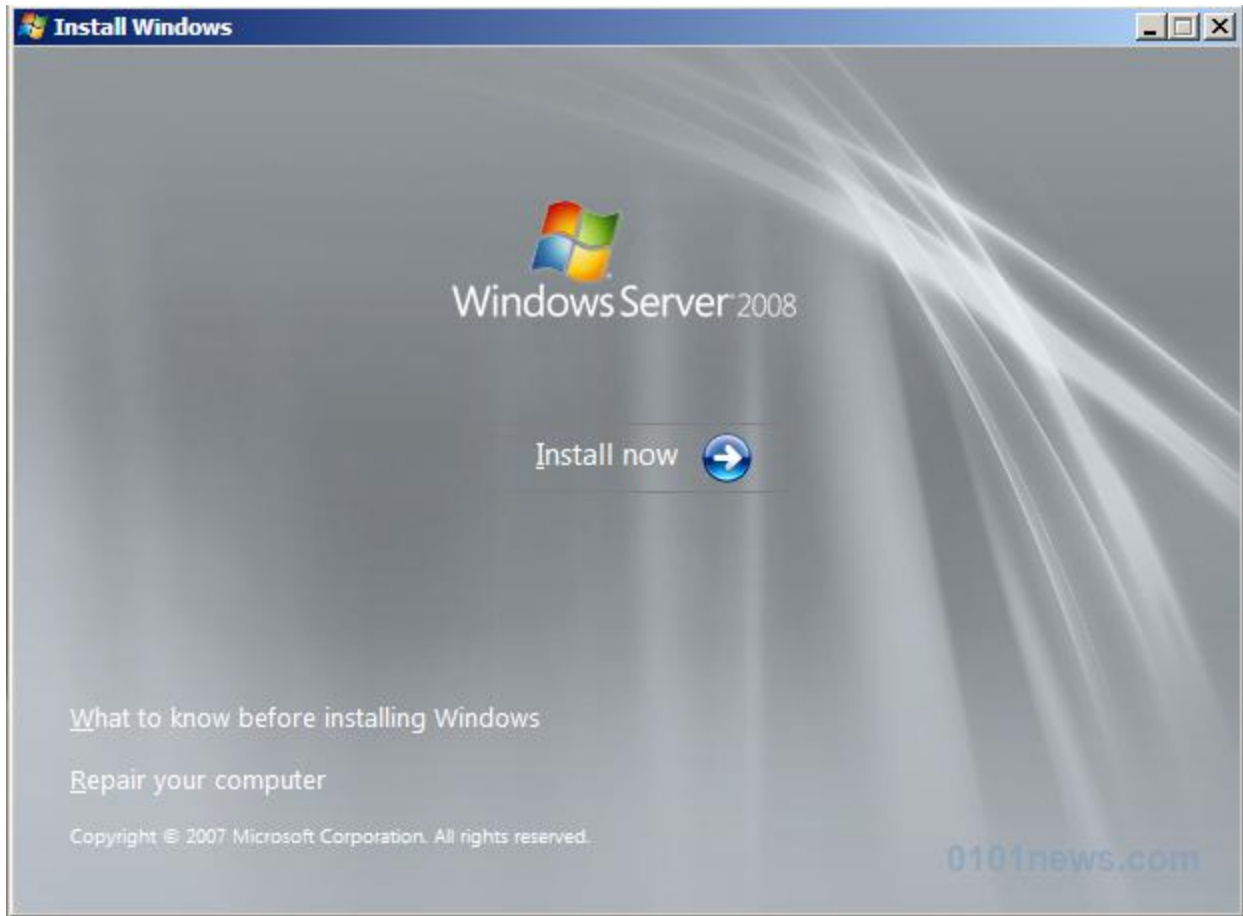 Install Windows
Windows Server 2008
Install now
What to know before installing Windows
Repair your computer
Copyright © 2007 Microsoft Corporation. All rights reserved.
0101news.com